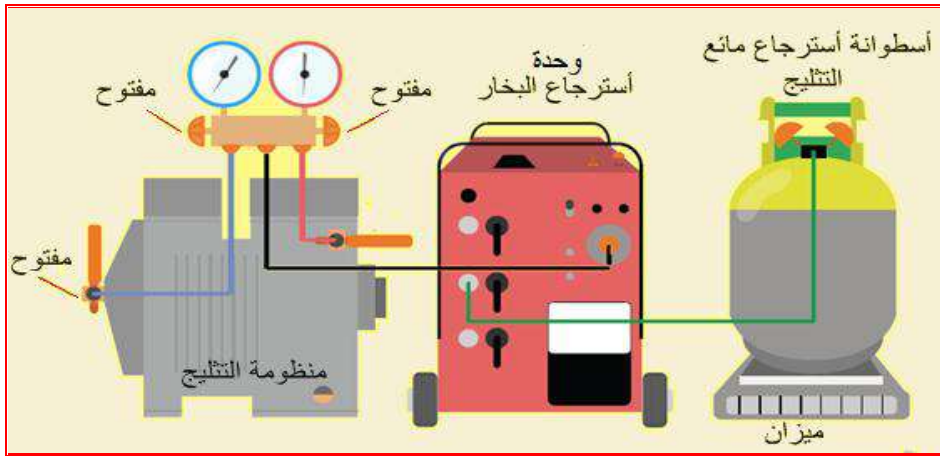 أسطوانة أسترجاع مائع
التثليج
وحدة
أسترجاع البخار
مفتوح
مفتوح
مفتوح
منظومة التثليج
ميزان